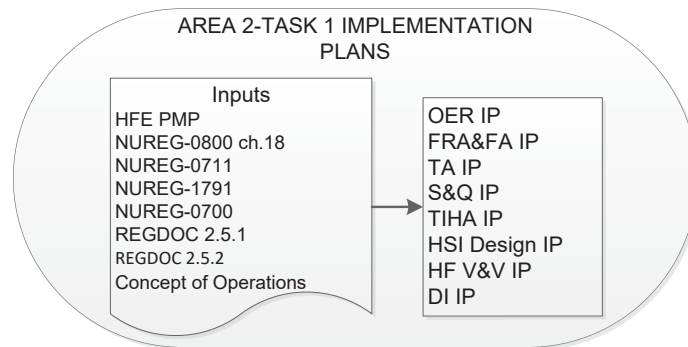 AREA 2-TASK 1 IMPLEMENTATION
PLANS
Inputs
HFE PMP
NUREG-0800 ch.18
NUREG-0711
NUREG-1791
NUREG-0700
REGDOC 2.5.1
REGDOC 2.5.2
Concept of Operations
OER IP
FRA&FA IP
TA IP
S&Q IP
TIHA IP
HSI Design IP
HF V&V IP
DI IP